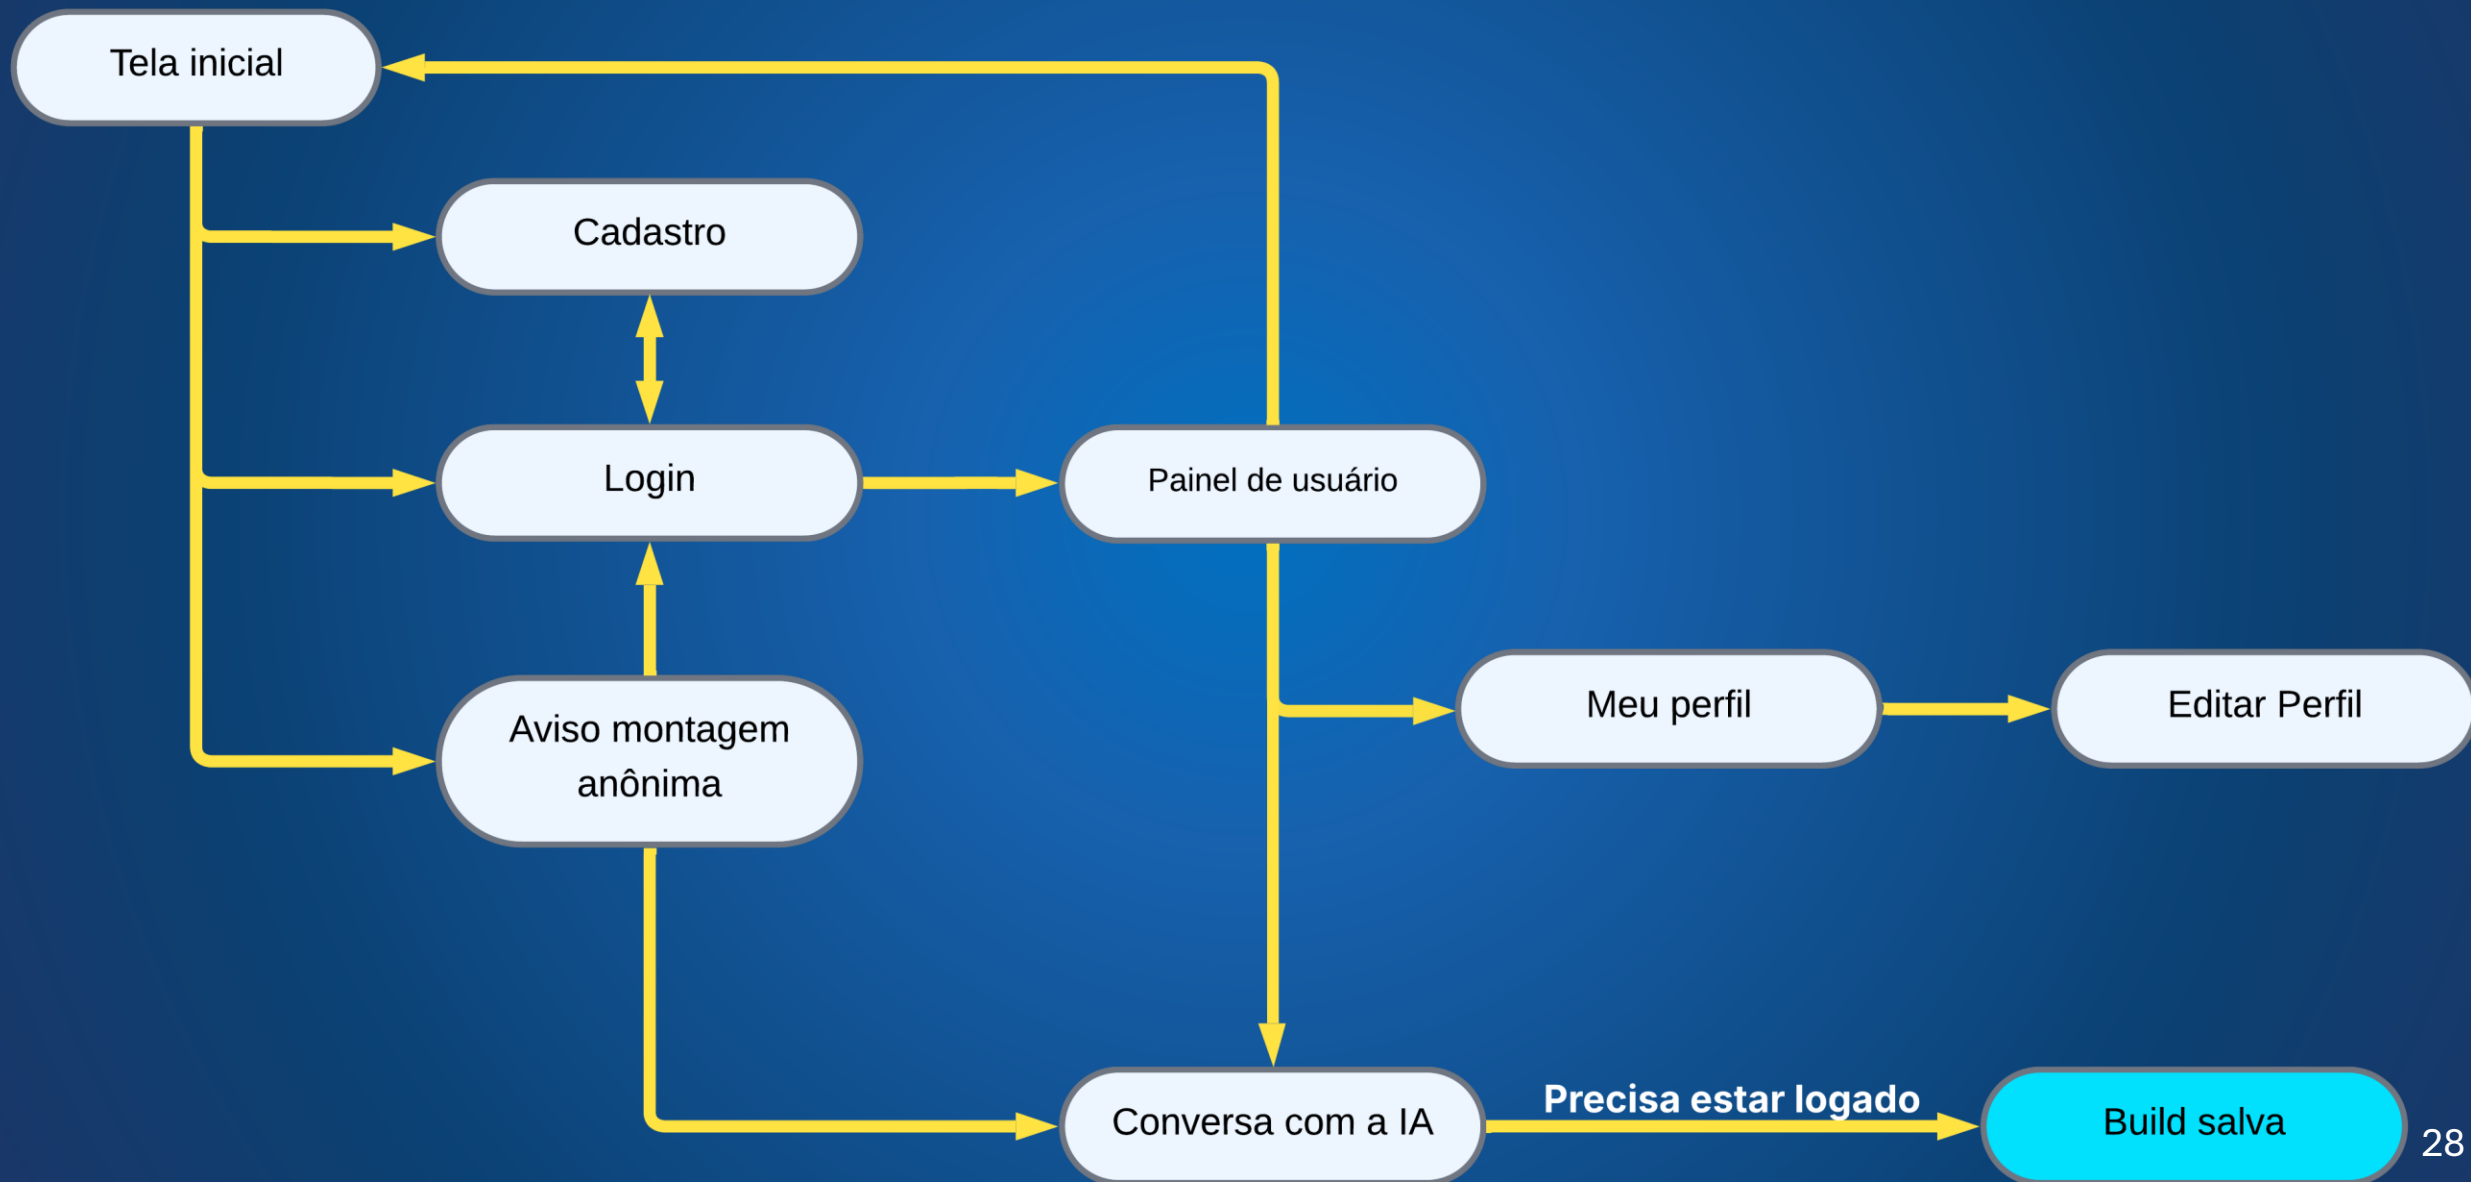 Tela inicial
Cadastro
Login
Painel de usuário
Aviso montagem
anônima
Meu perfil
Editar Perfil
Conversa com a IA
Precisa estar logado
Build salva
28